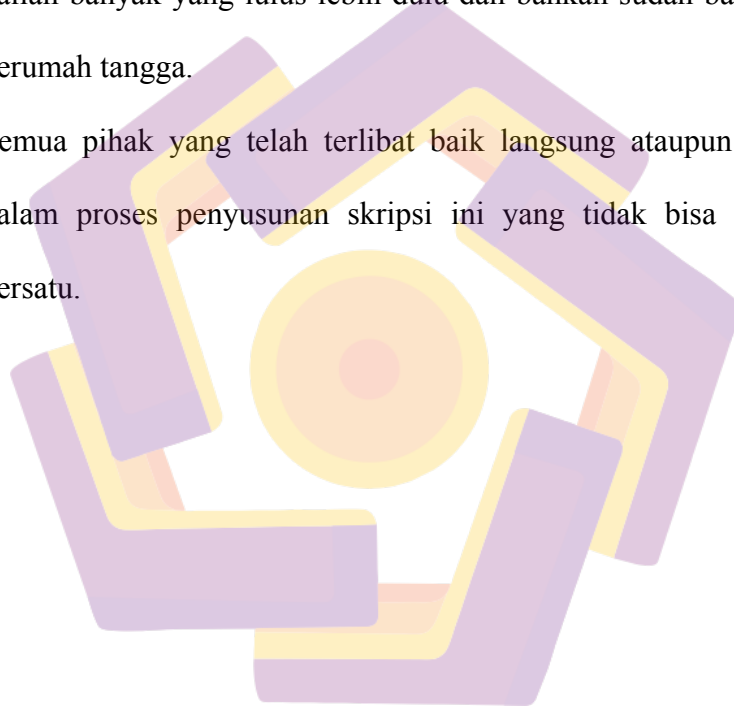 banyak yang lulus lebih dulu dan bahkan sudah ba
erumah tangga.
emua pihak yang telah terlibat baik langsung ataupun
alam proses penyusunan skripsi ini yang tidak bisa
ersatu.